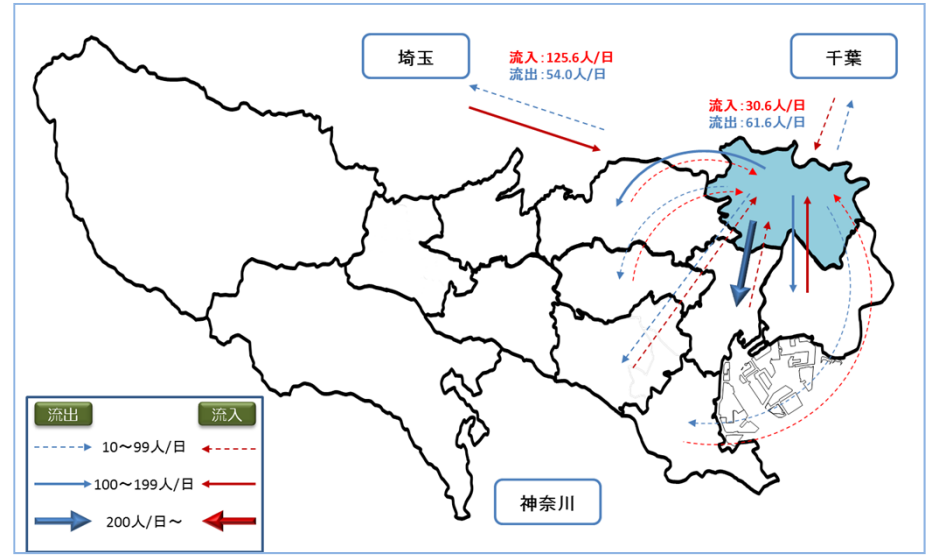 埼玉
流入：125.6人/日
流出：54.0人/日
千葉
流入：30.6人/日
流出：61.6人/日
流出
流入
10～99人/日
100～199人/日
200人/日～
神奈川